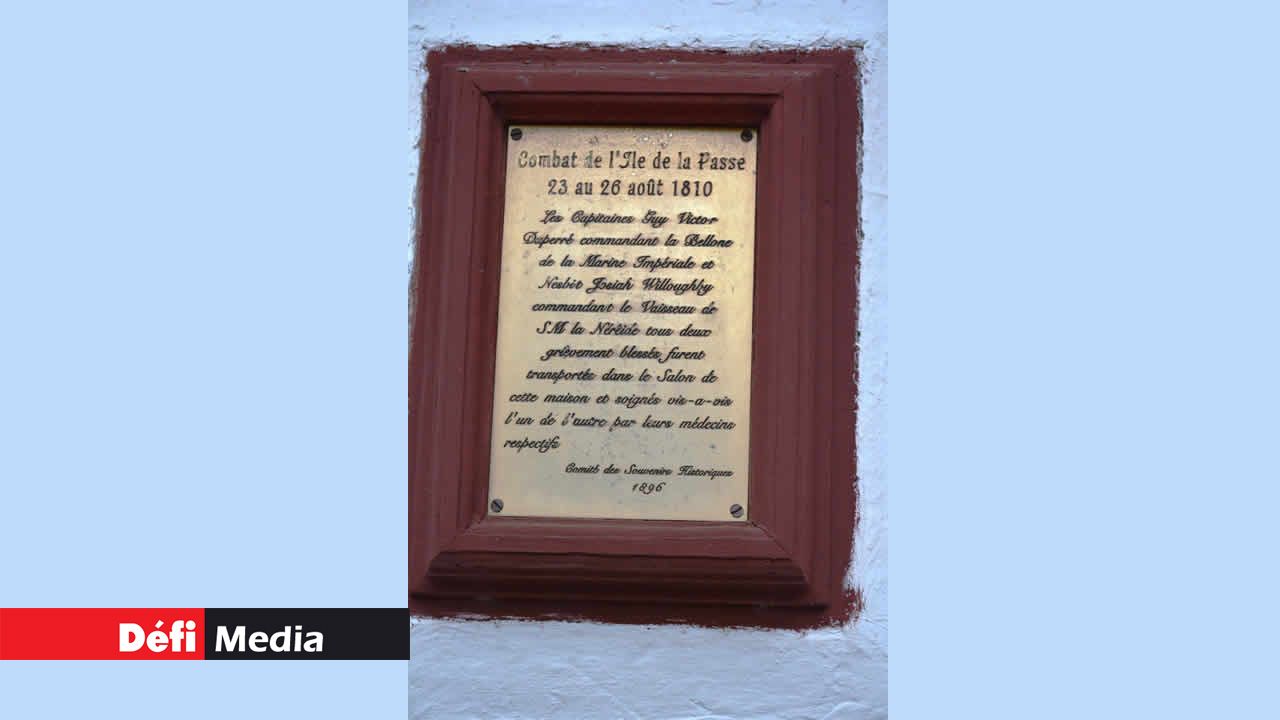 Combat de l'Ile de la Passe
23 au 26 août 1810
Les Capitaines Guy Victor
Duperré commandant la Bellone
de la Marine Impériale et
Nesbit Josiah Willoughby
commandant le Vaisseau de
SM la Néréide tous deux
grièvement blessés furent
transportés dans le Salon de
cette maison et soignés vis-a-vis
l'un de l'autre par leurs médecins
respectifs
Comité des Souvenirs Historiques
1896
Défi Media